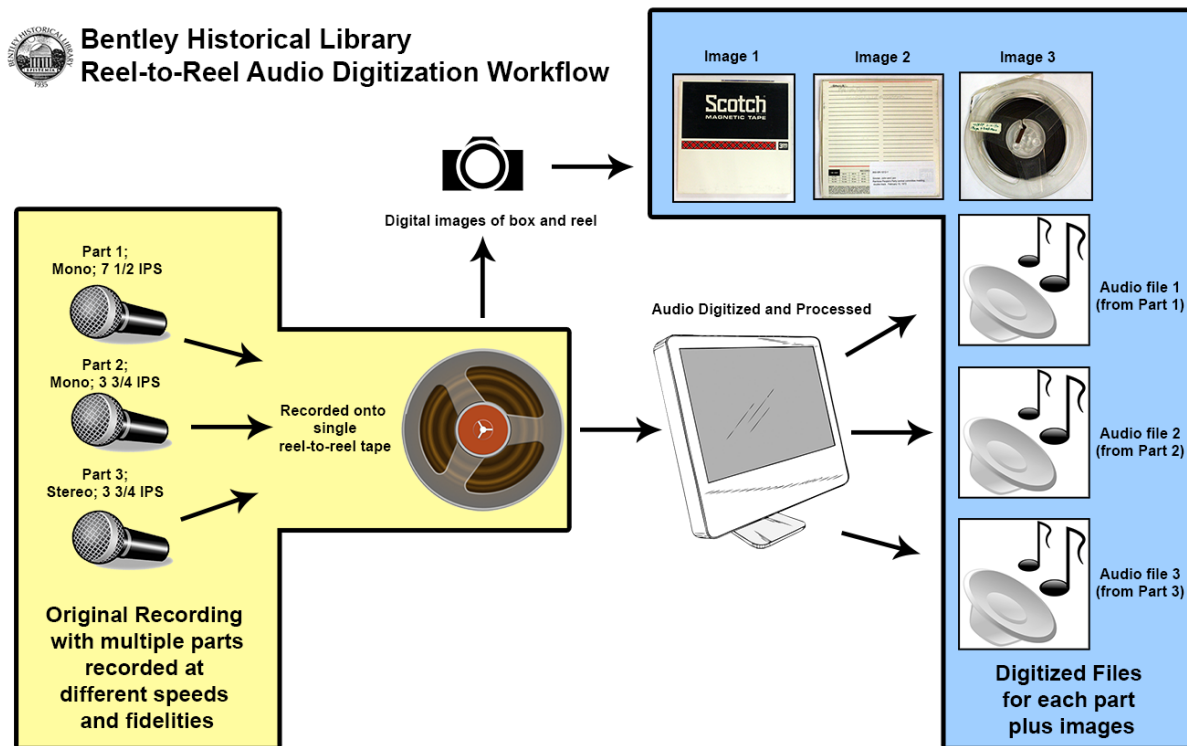 BENTLEY HISTORICAL LIBRARY
1935
Bentley Historical Library
Reel-to-Reel Audio Digitization Workflow
Image 1
Image 2
Image 3
Scotch
MAGNETIC TAPE
Digital images of box and reel
Part 1;
Mono; 7 1/2 IPS
Part 2;
Mono; 3 3/4 IPS
Part 3;
Stereo; 3 3/4 IPS
Recorded onto
single
reel-to-reel tape
Audio Digitized and Processed
Audio file 1
(from Part 1)
Audio file 2
(from Part 2)
Audio file 3
(from Part 3)
Original Recording
with multiple parts
recorded at
different speeds
and fidelities
Digitized Files
for each part
plus images